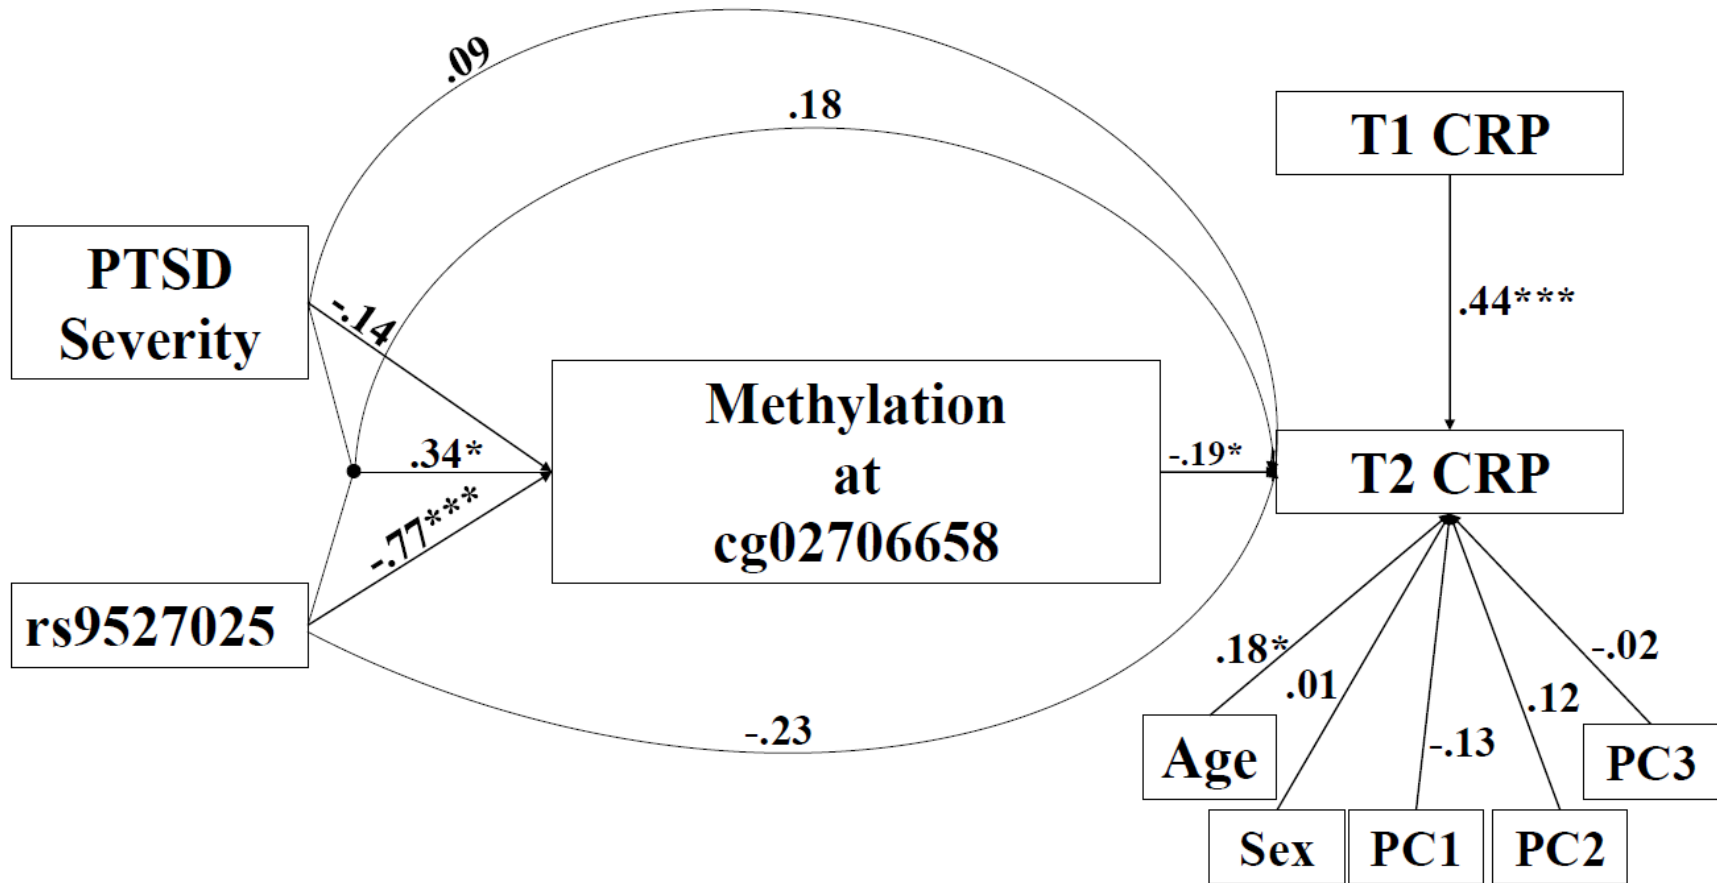 .09
.18
T1 CRP
PTSD
Severity
-.14
.44***
Methylation
at
cg02706658
.34*
-.19*
T2 CRP
-.77***
rs9527025
-.23
.18*
.01
-.13
.12
-.02
Age
PC3
Sex
PC1
PC2